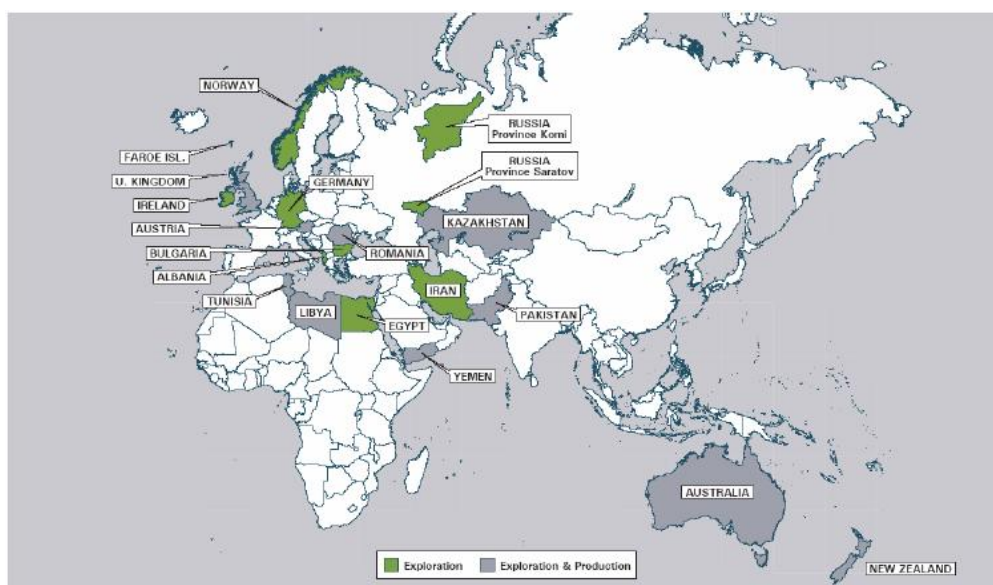 NORWAY
RUSSIA
Province Komi
FAROE ISL.
RUSSIA
Province Saratov
U. KINGDOM
GERMANY
IRELAND
KAZAKHSTAN
AUSTRIA
BULGARIA
ROMANIA
ALBANIA
IRAN
TUNISIA
LIBYA
PAKISTAN
EGYPT
YEMEN
AUSTRALIA
Exploration
Exploration & Production
NEW ZEALAND